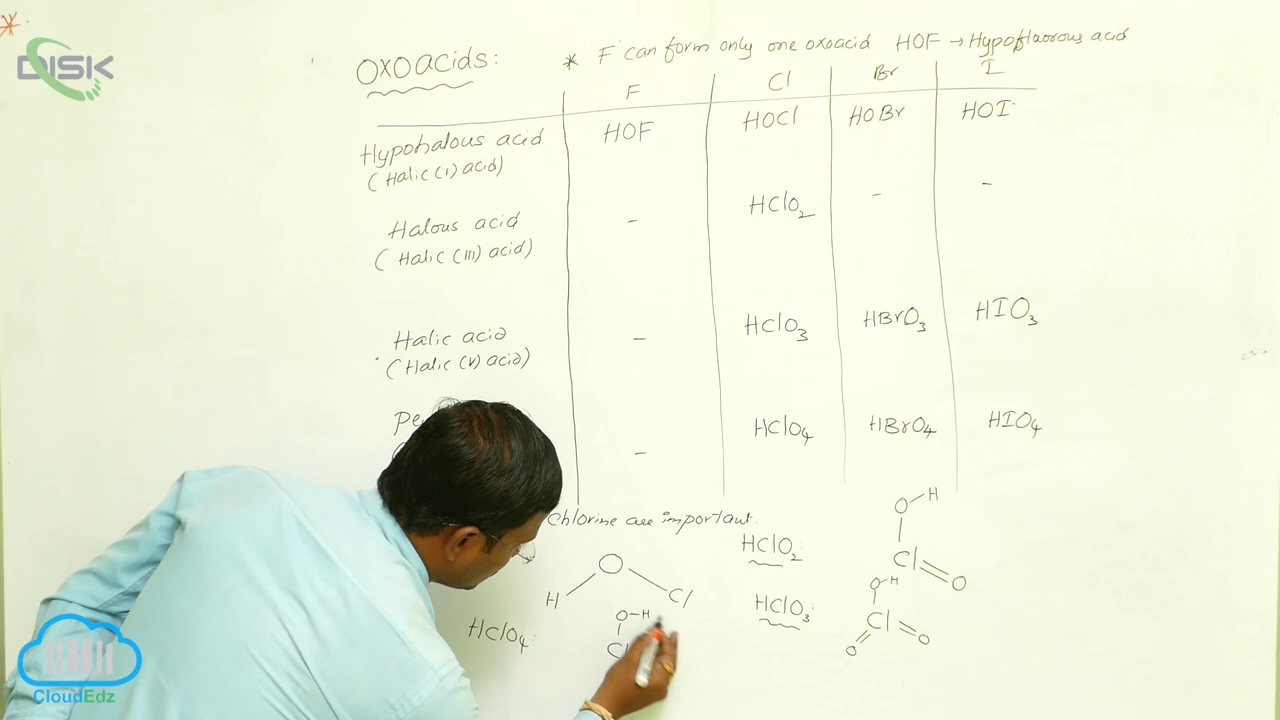 DISK
OXOACIDS:
* F can form only one oxoacid HOF → Hypofluorous acid
F Cl Br I
Hypohalous acid HOF HOCl HOBr HOI
(Halic (I) acid)
Halous acid - HClO2 - -
(Halic (III) acid)
Halic acid - HClO3 HBrO3 HIO3
(Halic (V) acid)
- HClO4 HBrO4 HIO4
Chlorine are important.
HClO2:
O-H
Cl=O
O
H Cl
HClO3:
O-H
Cl=O
O
HClO4:
O-H
Cl
CloudEdz